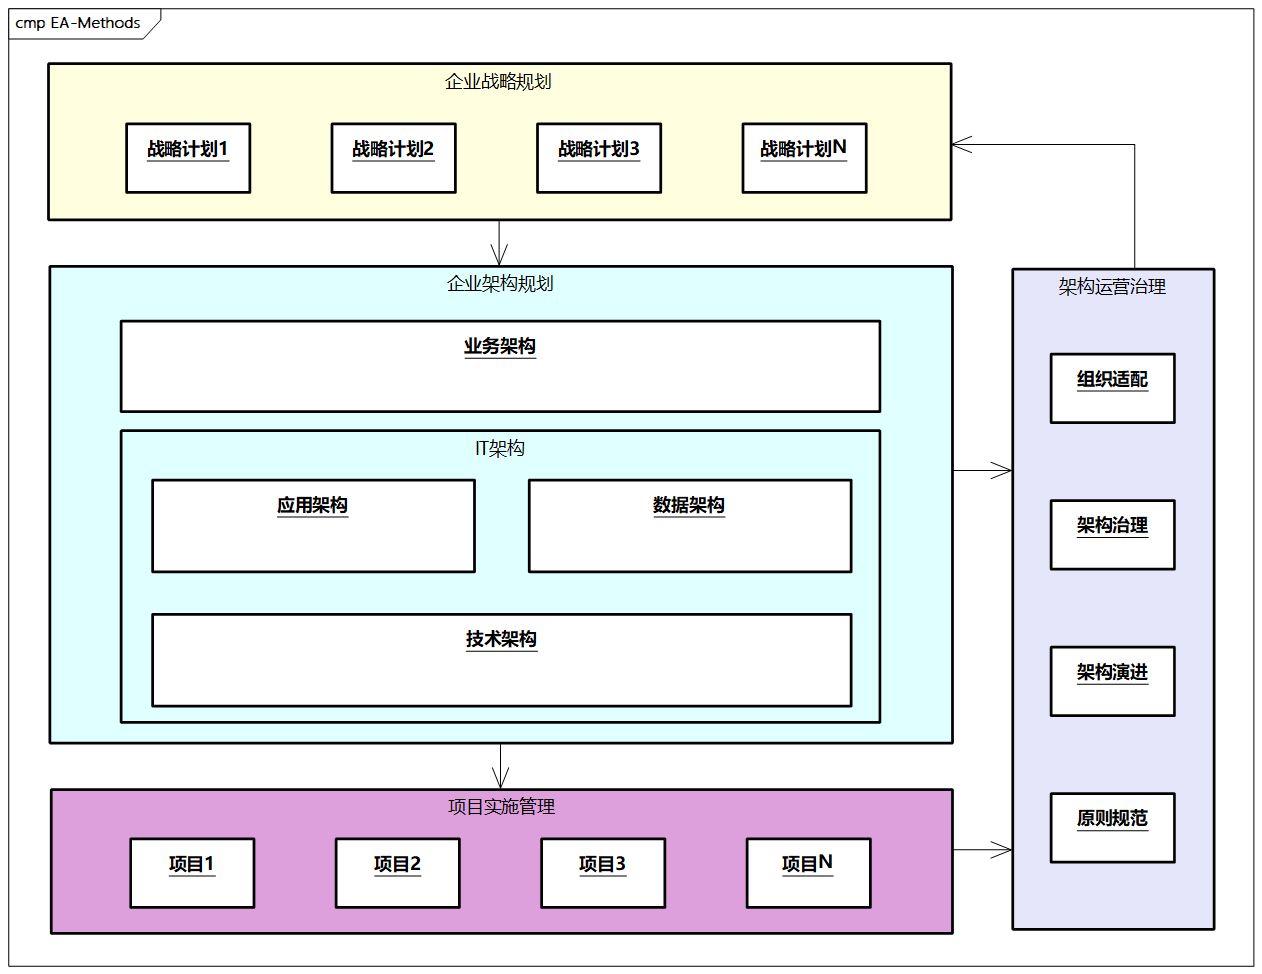 cmp EA-Methods
企业战略规划
战略计划1
战略计划2
战略计划3
战略计划N
企业架构规划
业务架构
IT架构
应用架构
数据架构
技术架构
架构运营治理
组织适配
架构治理
架构演进
原则规范
项目实施管理
项目1
项目2
项目3
项目N